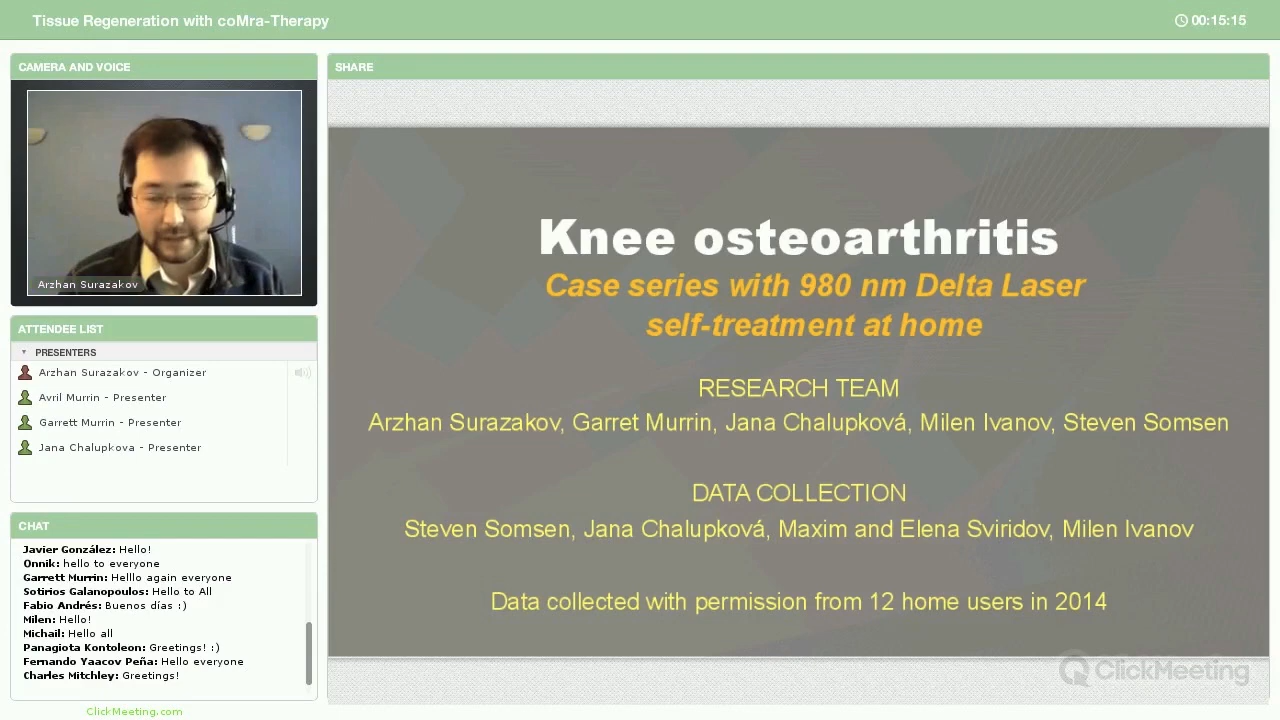 Tissue Regeneration with coMra-Therapy
00:15:15
CAMERA AND VOICE
Arzhan Surazakov
ATTENDEE LIST
PRESENTERS
Arzhan Surazakov - Organizer
Avril Murrin - Presenter
Garrett Murrin - Presenter
Jana Chalupkova - Presenter
CHAT
Javier González: Hello!
Onnik: hello to everyone
Garrett Murrin: Helllo again everyone
Sotirios Galanopoulos: Hello to All
Fabio Andrés: Buenos días :)
Milen: Hello!
Michail: Hello all
Panagiota Kontoleon: Greetings! :)
Fernando Yaacov Peña: Hello everyone
Charles Mitchley: Greetings!
ClickMeeting.com
SHARE
Knee osteoarthritis
Case series with 980 nm Delta Laser
self-treatment at home
RESEARCH TEAM
Arzhan Surazakov, Garret Murrin, Jana Chalupková, Milen Ivanov, Steven Somsen
DATA COLLECTION
Steven Somsen, Jana Chalupková, Maxim and Elena Sviridov, Milen Ivanov
Data collected with permission from 12 home users in 2014
ClickMeeting